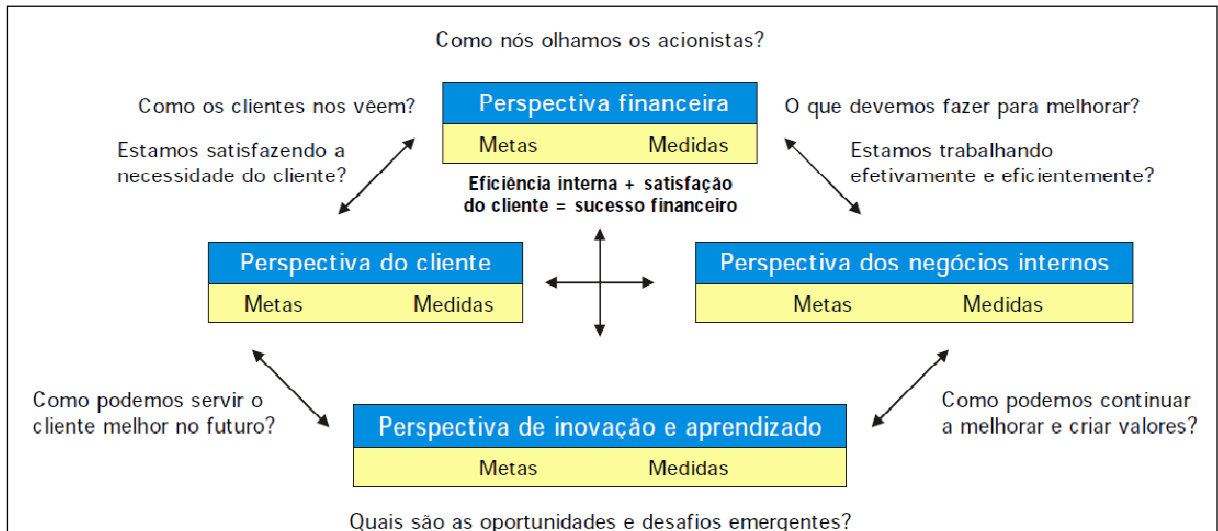 Como nós olhamos os acionistas?
Como os clientes nos vêem?
Perspectiva financeira
O que devemos fazer para melhorar?
Metas Medidas
Estamos satisfazendo a
necessidade do cliente?
Estamos trabalhando
efetivamente e eficientemente?
Eficiência interna + satisfação
do cliente = sucesso financeiro
Perspectiva do cliente
Metas Medidas
Perspectiva dos negócios internos
Metas Medidas
Como podemos servir o
cliente melhor no futuro?
Como podemos continuar
a melhorar e criar valores?
Perspectiva de inovação e aprendizado
Metas Medidas
Quais são as oportunidades e desafios emergentes?